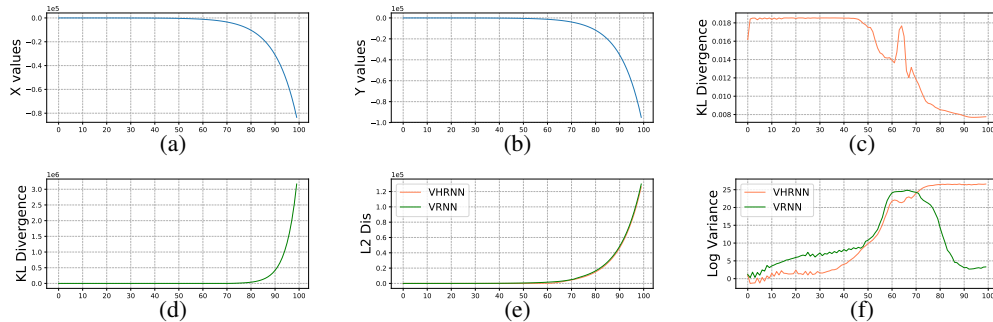 1e5
X values
0.0
−0.2
−0.4
−0.6
−0.8
0 10 20 30 40 50 60 70 80 90 100
(a)
1e5
Y values
0.0
−0.2
−0.4
−0.6
−0.8
−1.0
0 10 20 30 40 50 60 70 80 90 100
(b)
KL Divergence
0.018
0.016
0.014
0.012
0.010
0.008
0 10 20 30 40 50 60 70 80 90 100
(c)
1e6
KL Divergence
3.0
2.5
2.0
1.5
1.0
0.5
0.0
0 10 20 30 40 50 60 70 80 90 100
(d)
1e5
L2 Dis
1.2
1.0
0.8
0.6
0.4
0.2
0.0
VHRNN
VRNN
0 10 20 30 40 50 60 70 80 90 100
(e)
Log Variance
25
20
15
10
5
0
VHRNN
VRNN
0 10 20 30 40 50 60 70 80 90 100
(f)